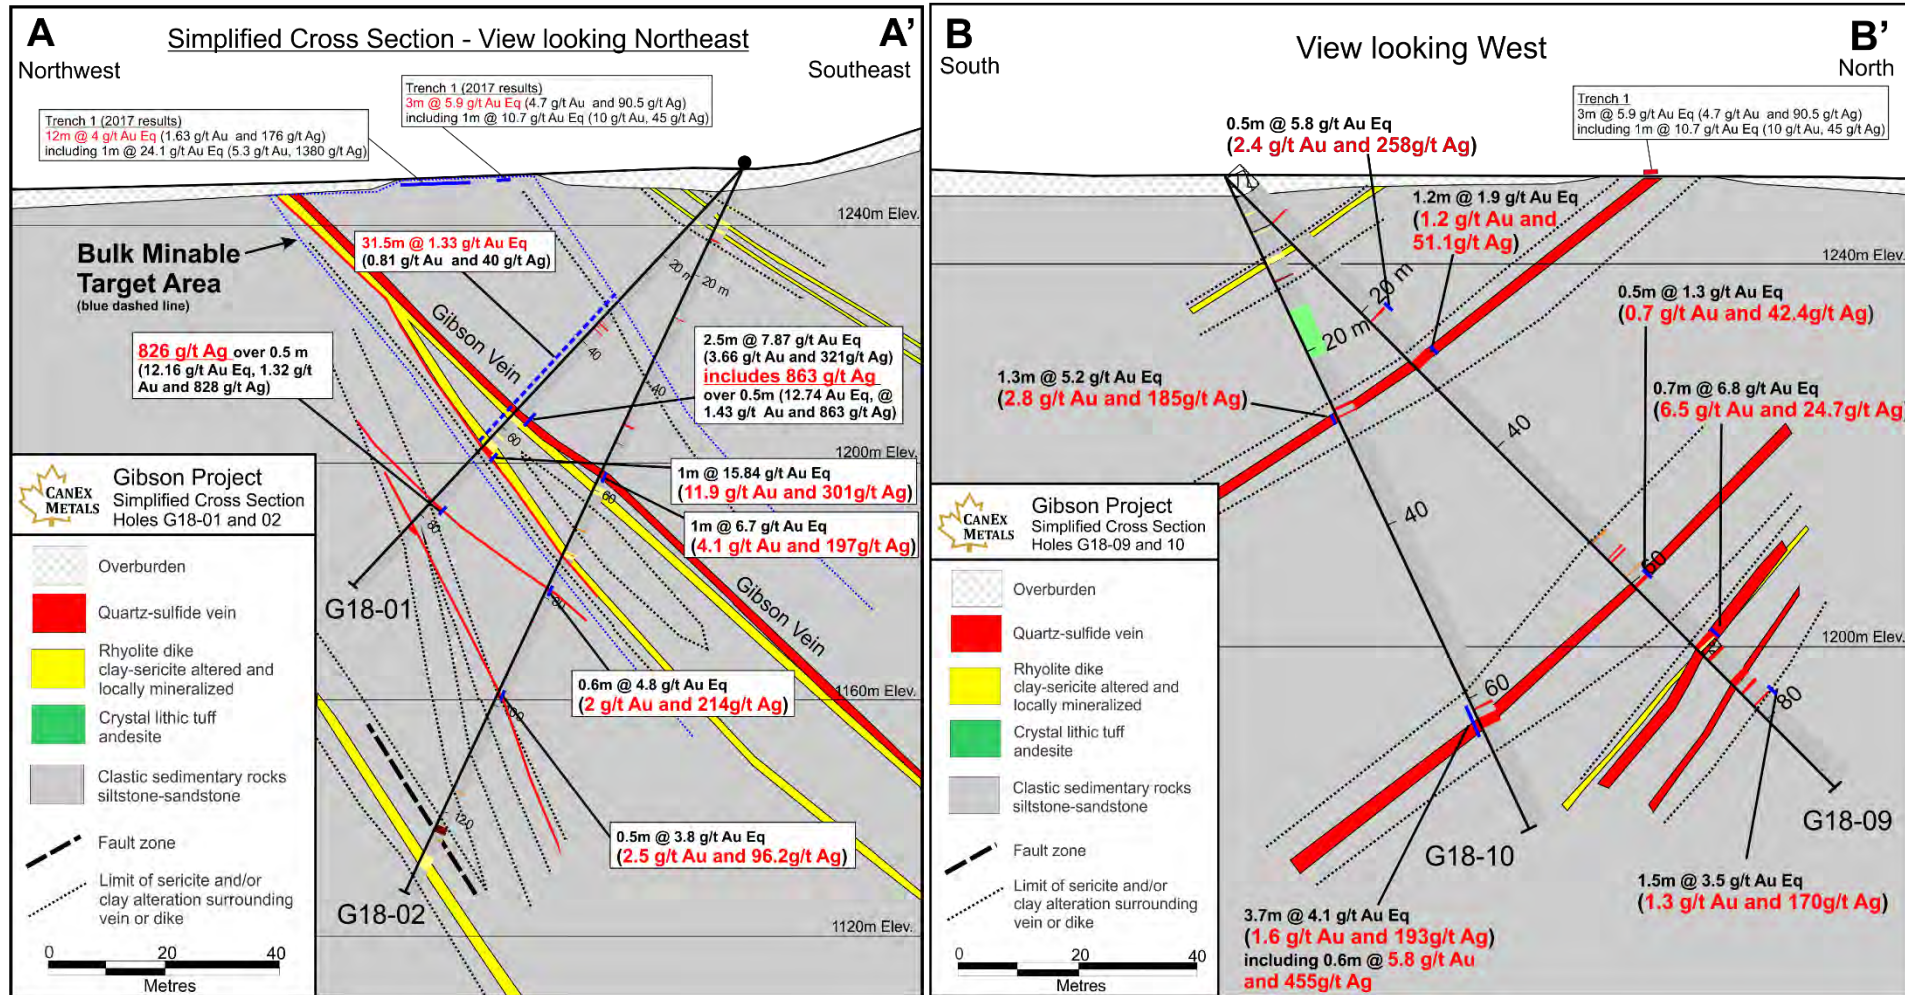 A
Simplified Cross Section - View looking Northeast
A’
Northwest
Southeast
Trench 1 (2017 results)
12m @ 4 g/t Au Eq (1.63 g/t Au and 176 g/t Ag)
including 1m @ 24.1 g/t Au Eq (5.3 g/t Au, 1380 g/t Ag)
Trench 1 (2017 results)
3m @ 5.9 g/t Au Eq (4.7 g/t Au and 90.5 g/t Ag)
including 1m @ 10.7 g/t Au Eq (10 g/t Au, 45 g/t Ag)
1240m Elev.
Bulk Minable
Target Area
(blue dashed line)
31.5m @ 1.33 g/t Au Eq
(0.81 g/t Au and 40 g/t Ag)
20 m
20 m
Gibson Vein
40
40
826 g/t Ag over 0.5 m
(12.16 g/t Au Eq, 1.32 g/t
Au and 828 g/t Ag)
2.5m @ 7.87 g/t Au Eq
(3.66 g/t Au and 321g/t Ag)
includes 863 g/t Ag
over 0.5m (12.74 Au Eq, @
1.43 g/t Au and 863 g/t Ag)
60
60
1200m Elev.
1m @ 15.84 g/t Au Eq
(11.9 g/t Au and 301g/t Ag)
1m @ 6.7 g/t Au Eq
(4.1 g/t Au and 197g/t Ag)
80
80
G18-01
Gibson Vein
0.6m @ 4.8 g/t Au Eq
(2 g/t Au and 214g/t Ag)
1160m Elev.
100
120
0.5m @ 3.8 g/t Au Eq
(2.5 g/t Au and 96.2g/t Ag)
G18-02
1120m Elev.
CANEX
METALS
Gibson Project
Simplified Cross Section
Holes G18-01 and 02
Overburden
Quartz-sulfide vein
Rhyolite dike
clay-sericite altered and
locally mineralized
Crystal lithic tuff
andesite
Clastic sedimentary rocks
siltstone-sandstone
Fault zone
Limit of sericite and/or
clay alteration surrounding
vein or dike
0 20 40
Metres
B
View looking West
B’
South
North
Trench 1
3m @ 5.9 g/t Au Eq (4.7 g/t Au and 90.5 g/t Ag)
including 1m @ 10.7 g/t Au Eq (10 g/t Au, 45 g/t Ag)
0.5m @ 5.8 g/t Au Eq
(2.4 g/t Au and 258g/t Ag)
1.2m @ 1.9 g/t Au Eq
(1.2 g/t Au and
51.1g/t Ag)
1240m Elev.
20 m
20 m
0.5m @ 1.3 g/t Au Eq
(0.7 g/t Au and 42.4g/t Ag)
1.3m @ 5.2 g/t Au Eq
(2.8 g/t Au and 185g/t Ag)
0.7m @ 6.8 g/t Au Eq
(6.5 g/t Au and 24.7g/t Ag)
40
40
60
1200m Elev.
60
80
G18-09
G18-10
1.5m @ 3.5 g/t Au Eq
(1.3 g/t Au and 170g/t Ag)
3.7m @ 4.1 g/t Au Eq
(1.6 g/t Au and 193g/t Ag)
including 0.6m @ 5.8 g/t Au
and 455g/t Ag
CANEX
METALS
Gibson Project
Simplified Cross Section
Holes G18-09 and 10
Overburden
Quartz-sulfide vein
Rhyolite dike
clay-sericite altered and
locally mineralized
Crystal lithic tuff
andesite
Clastic sedimentary rocks
siltstone-sandstone
Fault zone
Limit of sericite and/or
clay alteration surrounding
vein or dike
0 20 40
Metres